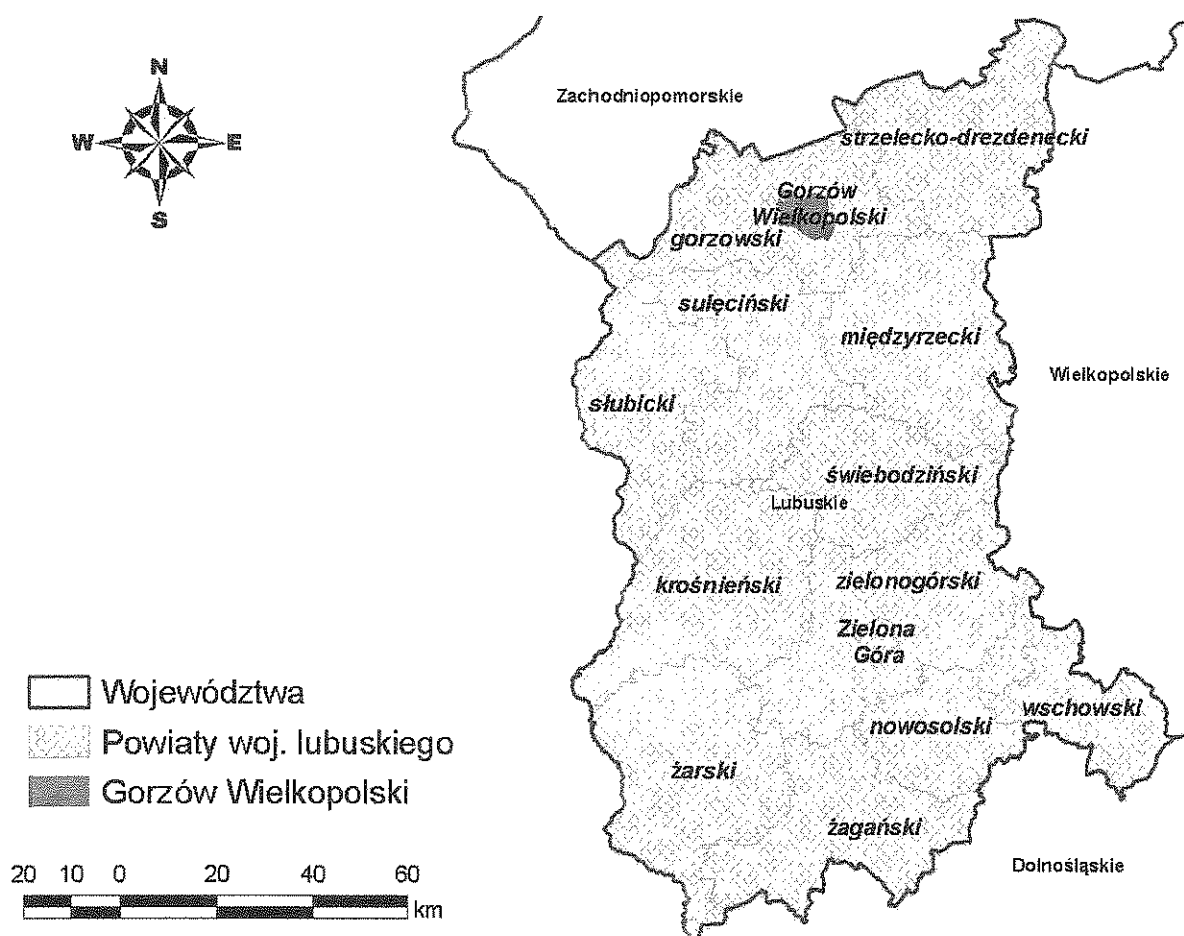 N
W
E
S
Zachodniopomorskie
strzelecko-drezdenecki
Gorzów
Wielkopolski
gorzowski
sulęciński
międzyrzecki
Wielkopolskie
słubicki
świebodziński
Lubuskie
krośnieński
zielonogórski
Zielona
Góra
wschowski
nowosolski
żarski
żagański
Dolnośląskie
Województwa
Powiaty woj. lubuskiego
Gorzów Wielkopolski
20 10 0 20 40 60
km